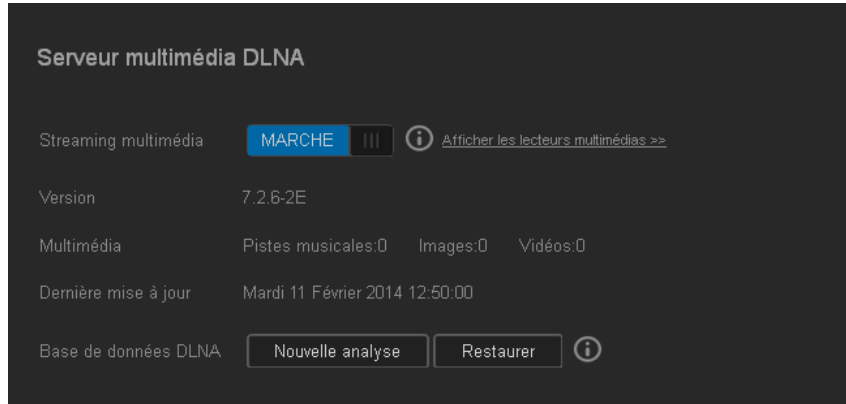 Serveur multimédia DLNA
Streaming multimédia MARCHE Afficher les lecteurs multimédias >>
Version 7.2.6-2E
Multimédia Pistes musicales:0 Images:0 Vidéos:0
Dernière mise à jour Mardi 11 Février 2014 12:50:00
Base de données DLNA Nouvelle analyse Restaurer